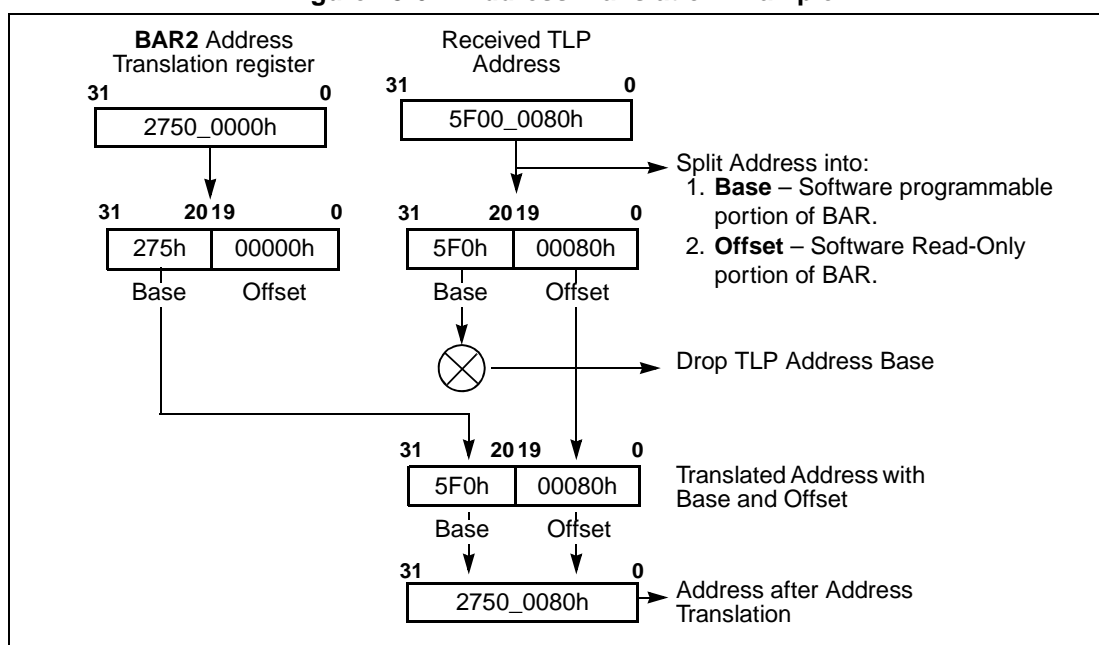 BAR2 Address
Translation register
31 0
2750_0000h
31 20 19 0
275h 00000h
Base Offset
Received TLP
Address
31 0
5F00_0080h
31 20 19 0
5F0h 00080h
Base Offset
Split Address into:
1. Base – Software programmable
portion of BAR.
2. Offset – Software Read-Only
portion of BAR.
Drop TLP Address Base
31 20 19 0
5F0h 00080h
Base Offset
Translated Address with
Base and Offset
31 0
2750_0080h
Address after Address
Translation